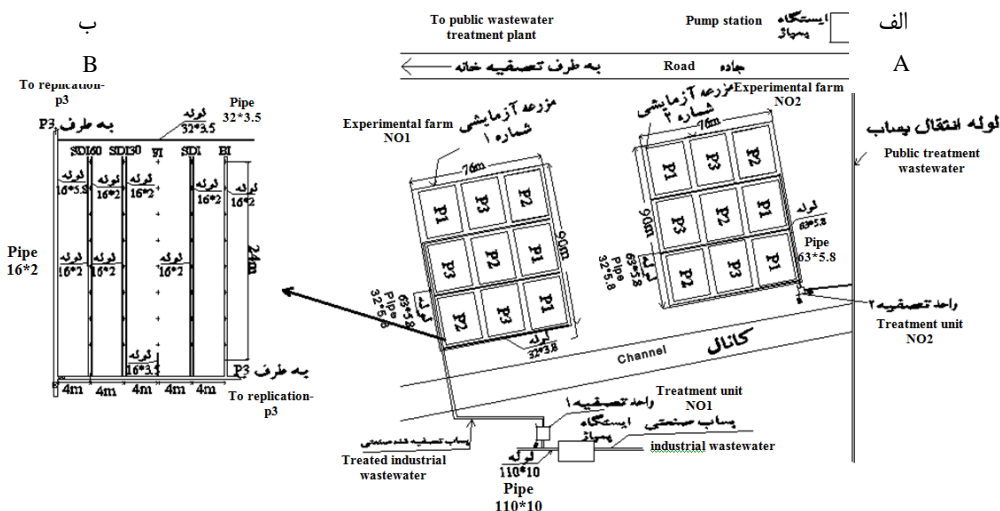 ب
B
To replication-
p3
به طرف P3
Pipe
32*3.5
لوله
32*3.5
SDI60
SDI30
FI
SDI
BI
لوله
16*5.8
لوله
16*2
لوله
16*2
لوله
16*2
لوله
16*2
Pipe
16*2
لوله
16*2
لوله
16*2
لوله
16*2
24m
لوله
16*3.5
به طرف P3
4m
4m
4m
4m
4m
To replication-
p3
الف
A
To public wastewater
treatment plant
Pump station
ایستگاه
پمپاژ
به طرف تصفیه خانه
Road
جاده
Experimental farm
NO1
مزرعه آزمایشی
شماره ۱
76m
90m
P1
P3
P2
P3
P2
P1
P2
P3
P1
لوله
63*5.8
Pipe
32*5.8
لوله
32*3.8
Experimental farm
NO2
مزرعه آزمایشی
شماره ۲
76m
90m
P1
P3
P2
P3
P2
P1
P2
P3
P1
لوله
63*5.8
Pipe
32*5.8
لوله
63*5.8
Pipe
63*5.8
لوله انتقال پساب
Public treatment
wastewater
واحد تصفیه ۲
Treatment unit
NO2
Channel
کانال
Treatment unit
NO1
واحد تصفیه ۱
ایستگاه
پمپاژ
پساب صنعتی
industrial wastewater
پساب تصفیه شده صنعتی
Treated industrial
wastewater
لوله
110*10
Pipe
110*10